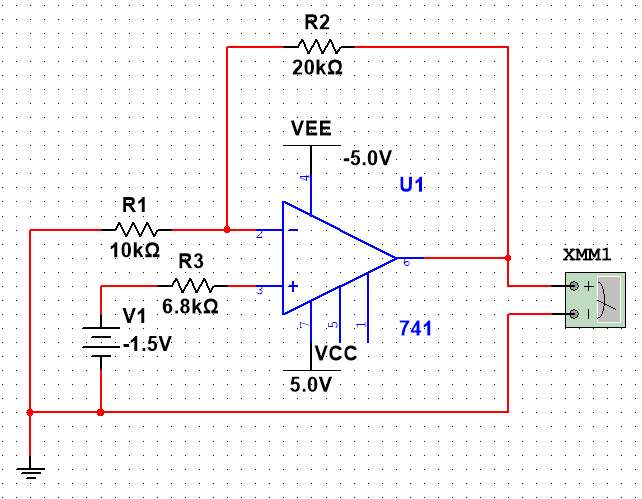 R2
20kΩ
VEE
-5.0V
4
U1
R1
10kΩ
2
−
XMM1
6
R3
6.8kΩ
3
+
+
−
V1
-1.5V
7
5
1
741
VCC
5.0V